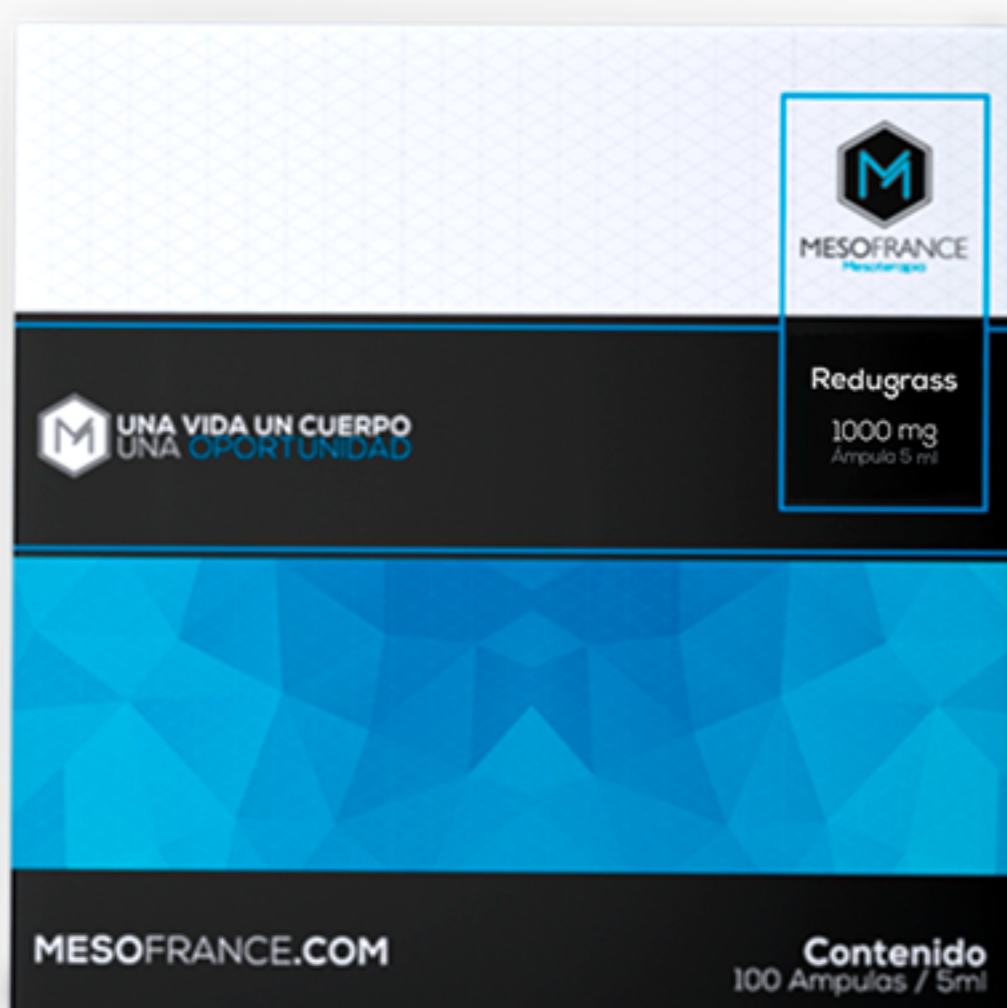 M
MESOFRANCE
Mesoterapia
Redugrass
1000 mg
Ámpula 5 ml
M
UNA VIDA UN CUERPO
UNA OPORTUNIDAD
MESOFRANCE.COM
Contenido
100 Ampulas / 5ml